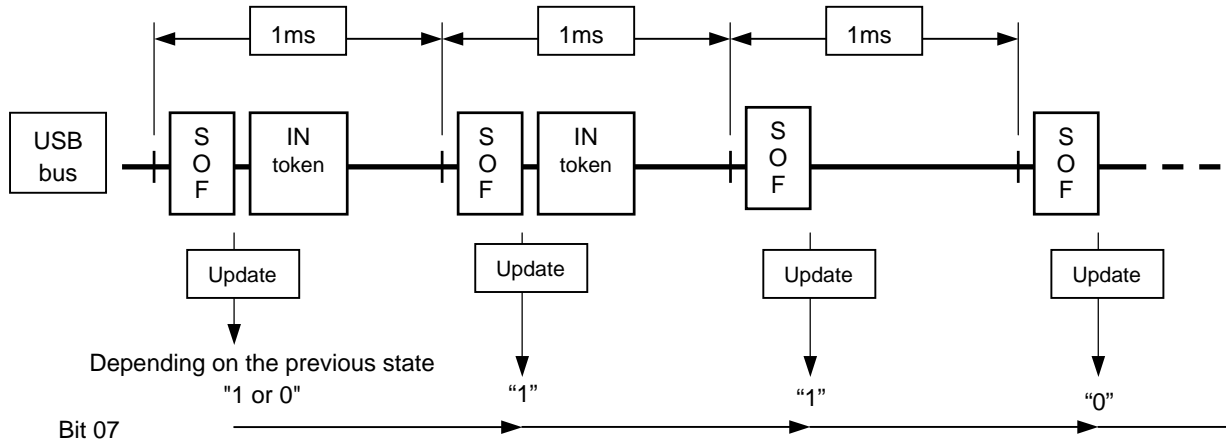 1ms
1ms
1ms
USB
bus
S
O
F
IN
token
S
O
F
IN
token
S
O
F
S
O
F
Update
Update
Update
Update
Depending on the previous state
"1 or 0"
“1”
“1”
“0”
Bit 07